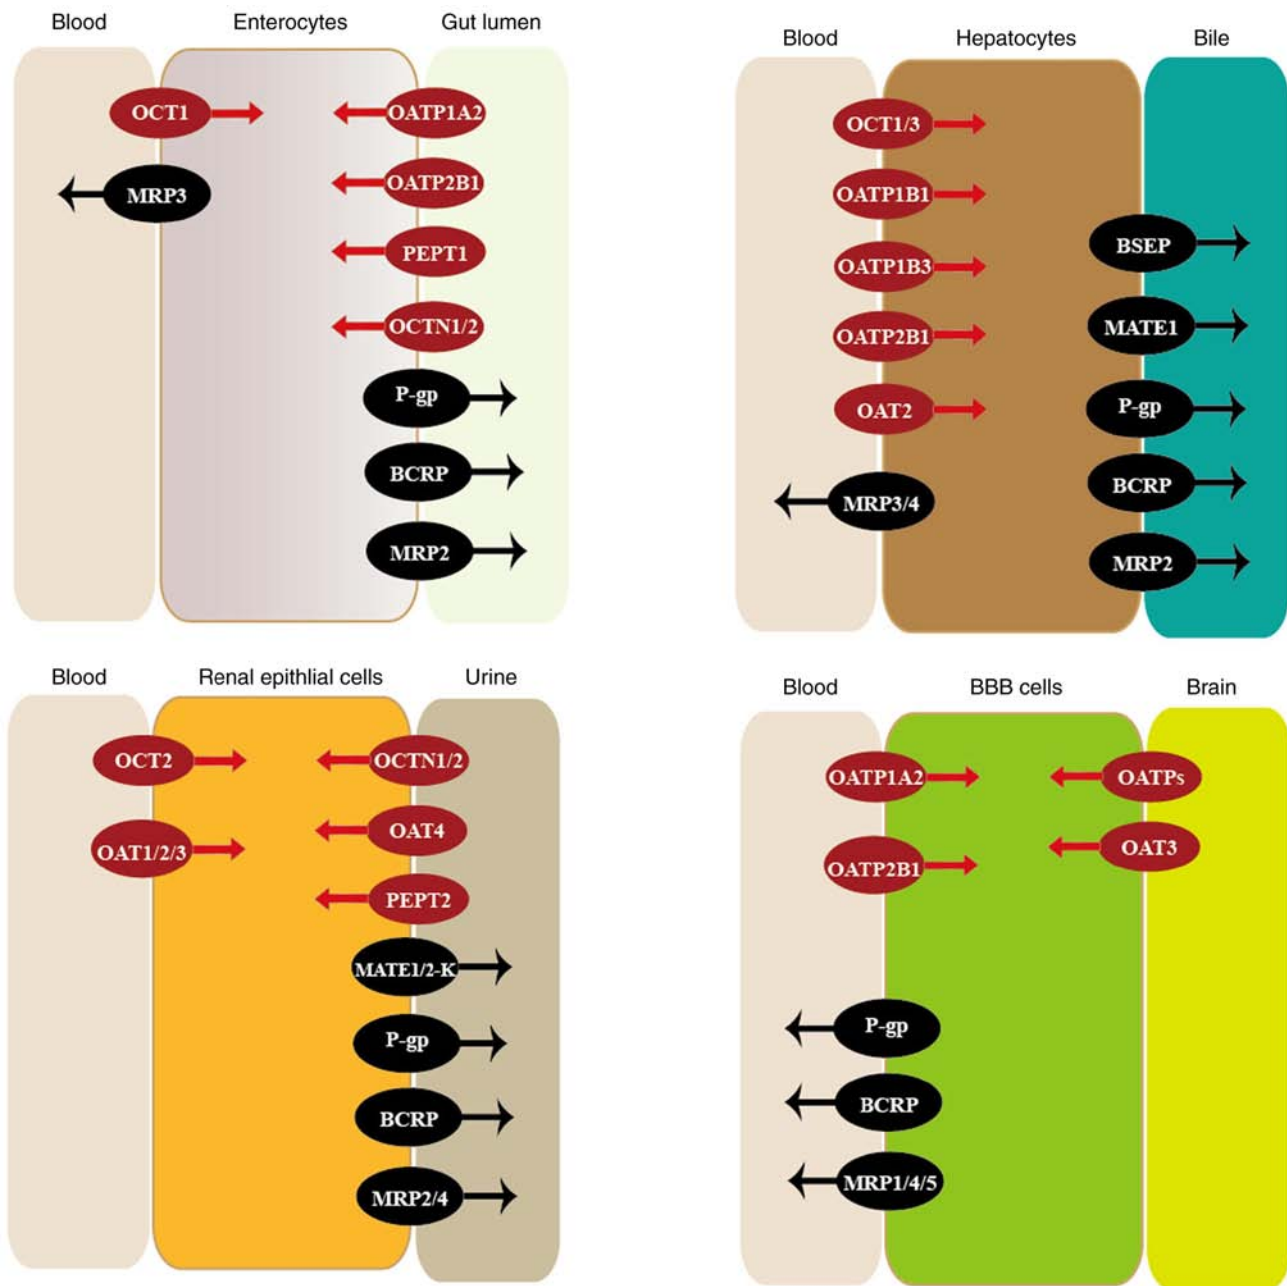 Blood Enterocytes Gut lumen
OCT1 OATP1A2
MRP3 OATP2B1
PEPT1
OCTN1/2
P-gp
BCRP
MRP2
Blood Hepatocytes Bile
OCT1/3
OATP1B1
BSEP
OATP1B3
MATE1
OATP2B1
P-gp
OAT2
BCRP
MRP3/4
MRP2
Blood Renal epithlial cells Urine
OCT2 OCTN1/2
OAT1/2/3 OAT4
PEPT2
MATE1/2-K
P-gp
BCRP
MRP2/4
Blood BBB cells Brain
OATP1A2 OATPs
OATP2B1 OAT3
P-gp
BCRP
MRP1/4/5